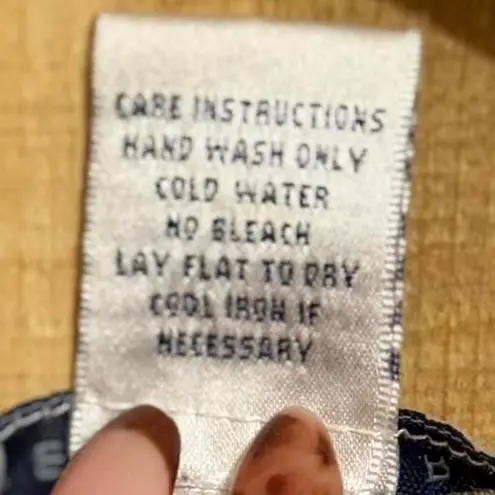 CARE INSTRUCTIONS
HAND WASH ONLY
COLD WATER
NO BLEACH
LAY FLAT TO DRY
COOL IRON IF
NECESSARY